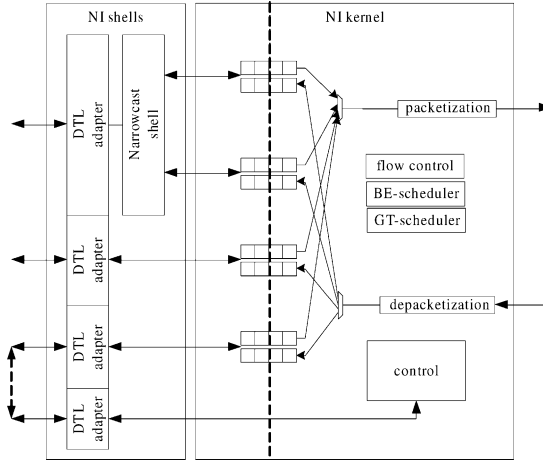 NI shells
NI kernel
DTL
adapter
Narrowcast
shell
packetization
flow control
BE-scheduler
GT-scheduler
DTL
adapter
depacketization
DTL
adapter
control
DTL
adapter